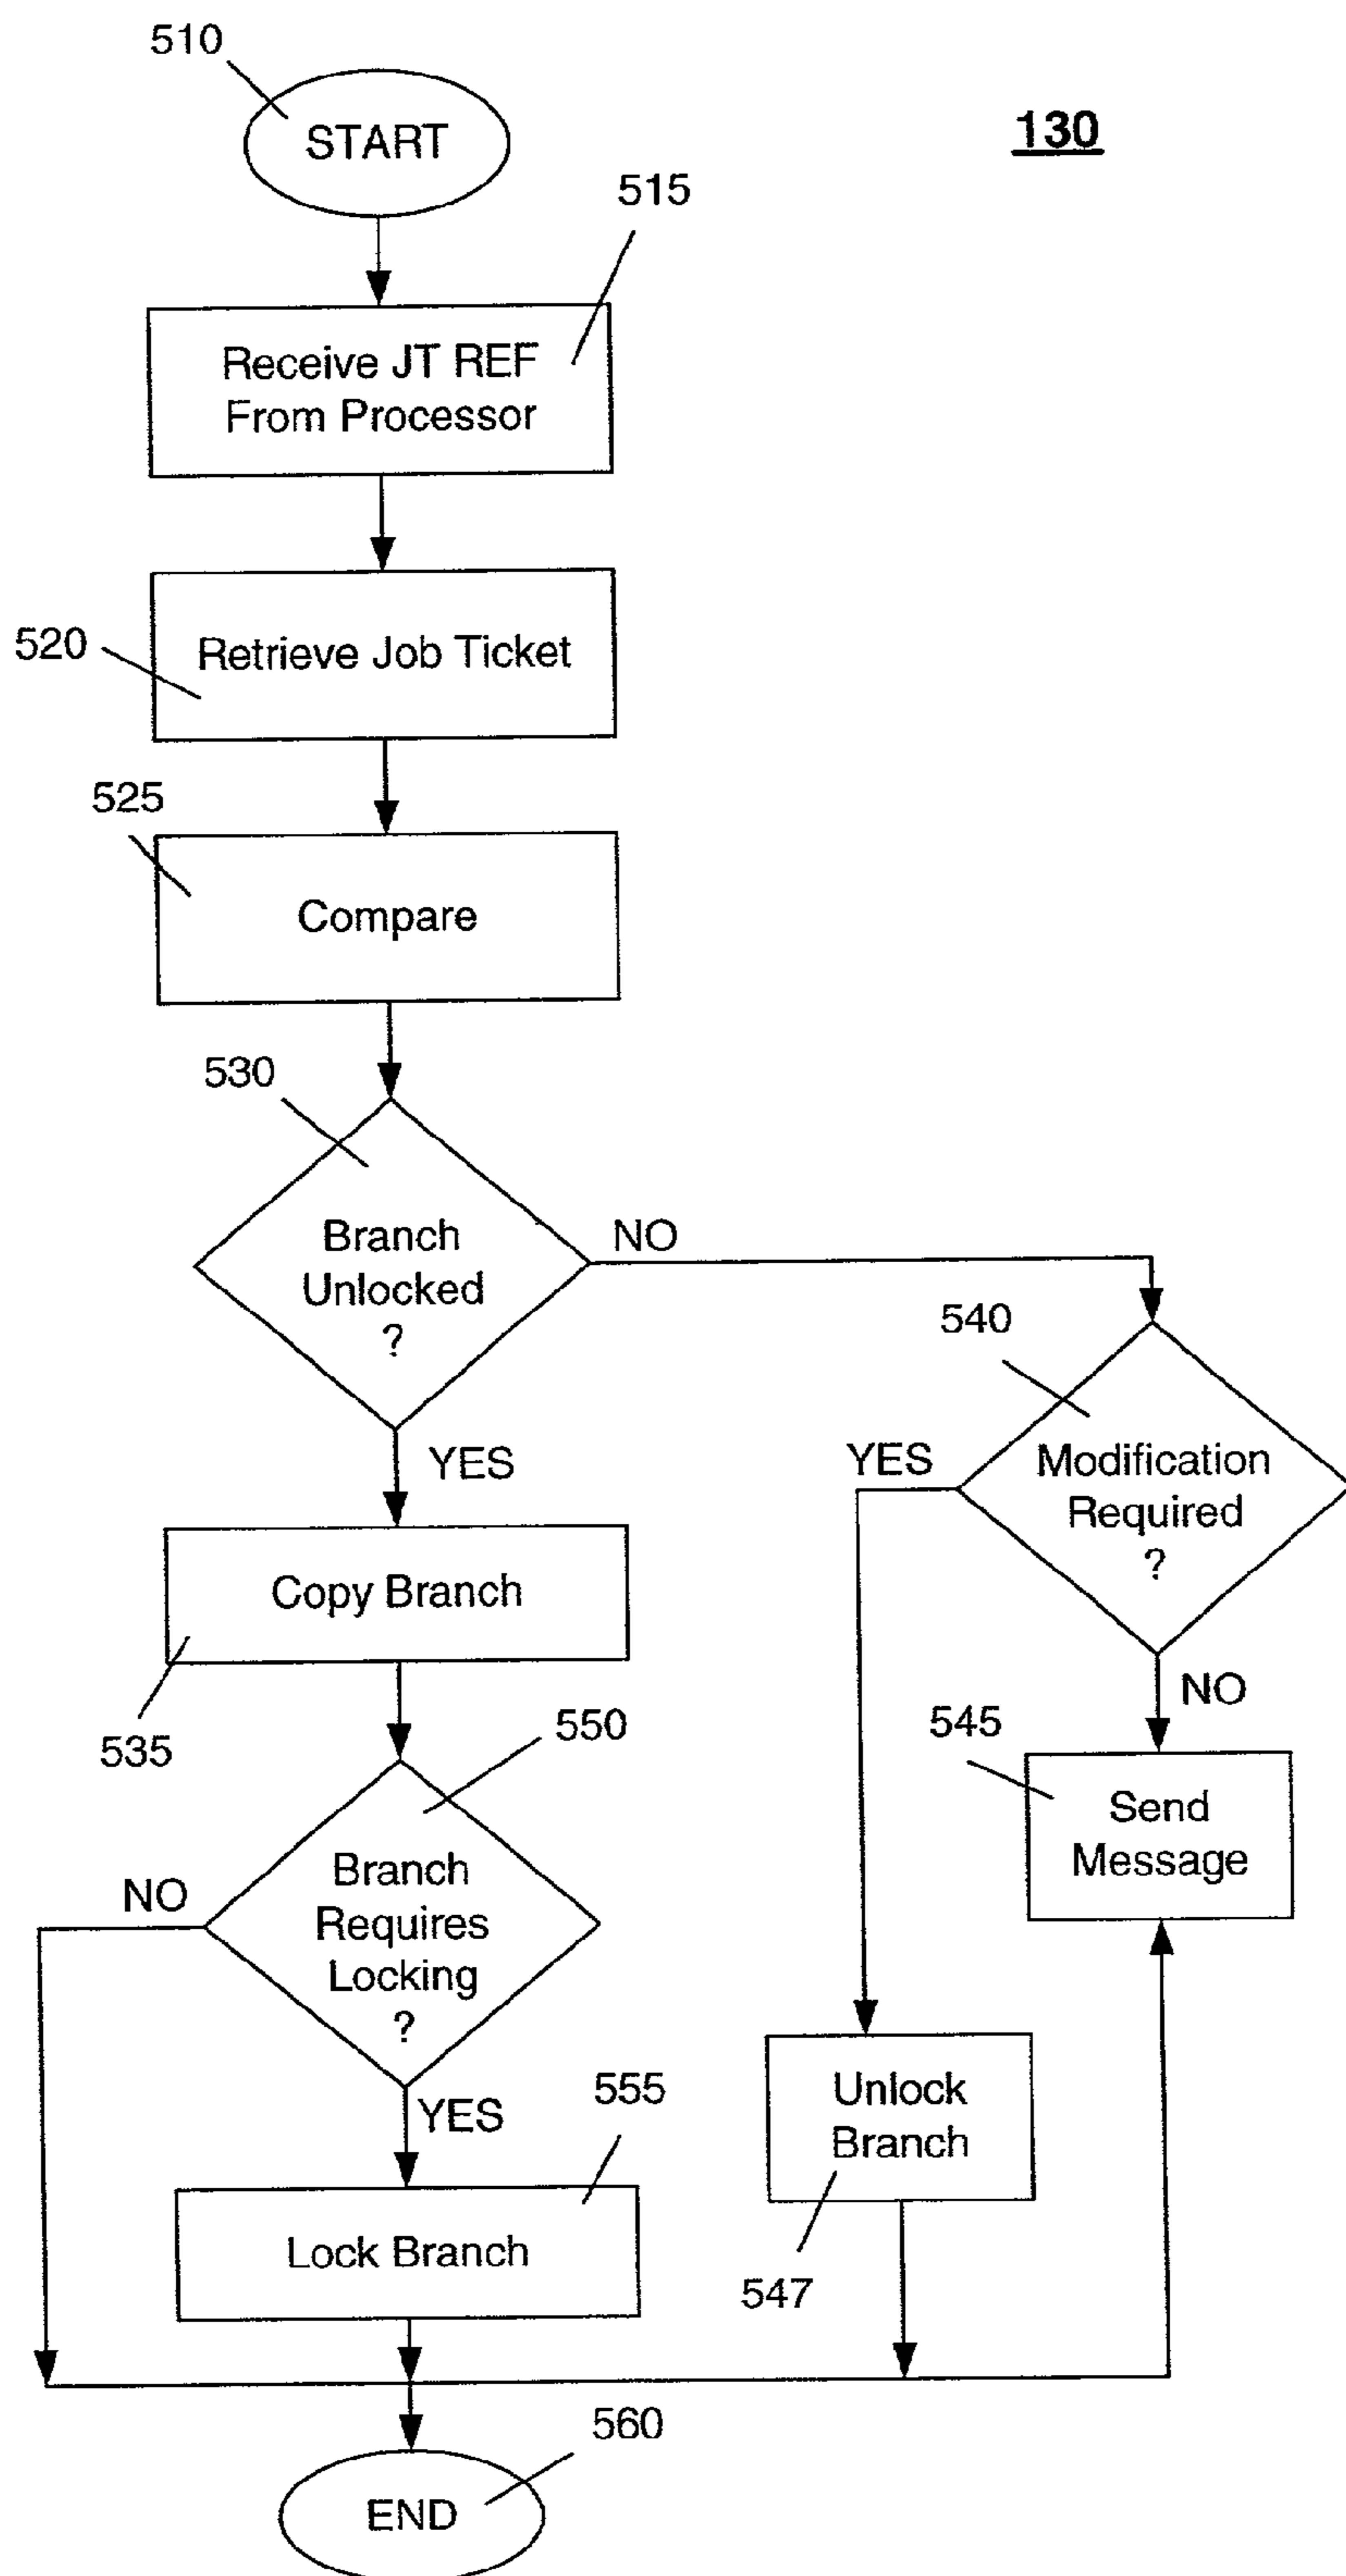 510
START
130
515
Receive JT REF
From Processor
520
Retrieve Job Ticket
525
Compare
530
Branch
Unlocked
?
NO
YES
540
Modification
Required
?
YES
NO
Copy Branch
535
545
Send
Message
550
Branch
Requires
Locking
?
NO
YES
555
Lock Branch
Unlock
Branch
547
560
END